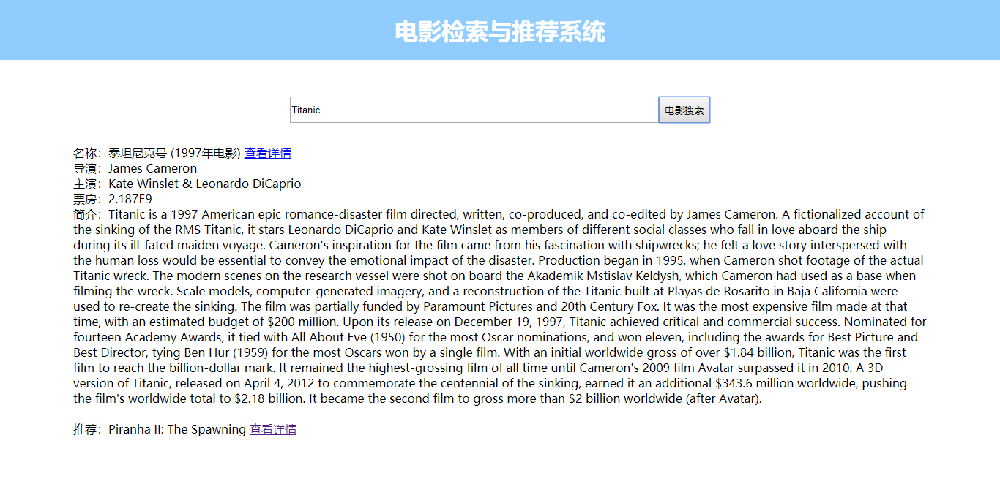 电影检索与推荐系统
Titanic
电影搜索
名称：泰坦尼克号 (1997年电影) 查看详情
导演：James Cameron
主演：Kate Winslet & Leonardo DiCaprio
票房：2.187E9
简介：Titanic is a 1997 American epic romance-disaster film directed, written, co-produced, and co-edited by James Cameron. A fictionalized account of
the sinking of the RMS Titanic, it stars Leonardo DiCaprio and Kate Winslet as members of different social classes who fall in love aboard the ship
during its ill-fated maiden voyage. Cameron's inspiration for the film came from his fascination with shipwrecks; he felt a love story interspersed with
the human loss would be essential to convey the emotional impact of the disaster. Production began in 1995, when Cameron shot footage of the actual
Titanic wreck. The modern scenes on the research vessel were shot on board the Akademik Mstislav Keldysh, which Cameron had used as a base when
filming the wreck. Scale models, computer-generated imagery, and a reconstruction of the Titanic built at Playas de Rosarito in Baja California were
used to re-create the sinking. The film was partially funded by Paramount Pictures and 20th Century Fox. It was the most expensive film made at that
time, with an estimated budget of $200 million. Upon its release on December 19, 1997, Titanic achieved critical and commercial success. Nominated for
fourteen Academy Awards, it tied with All About Eve (1950) for the most Oscar nominations, and won eleven, including the awards for Best Picture and
Best Director, tying Ben Hur (1959) for the most Oscars won by a single film. With an initial worldwide gross of over $1.84 billion, Titanic was the first
film to reach the billion-dollar mark. It remained the highest-grossing film of all time until Cameron's 2009 film Avatar surpassed it in 2010. A 3D
version of Titanic, released on April 4, 2012 to commemorate the centennial of the sinking, earned it an additional $343.6 million worldwide, pushing
the film's worldwide total to $2.18 billion. It became the second film to gross more than $2 billion worldwide (after Avatar).
推荐：Piranha II: The Spawning 查看详情